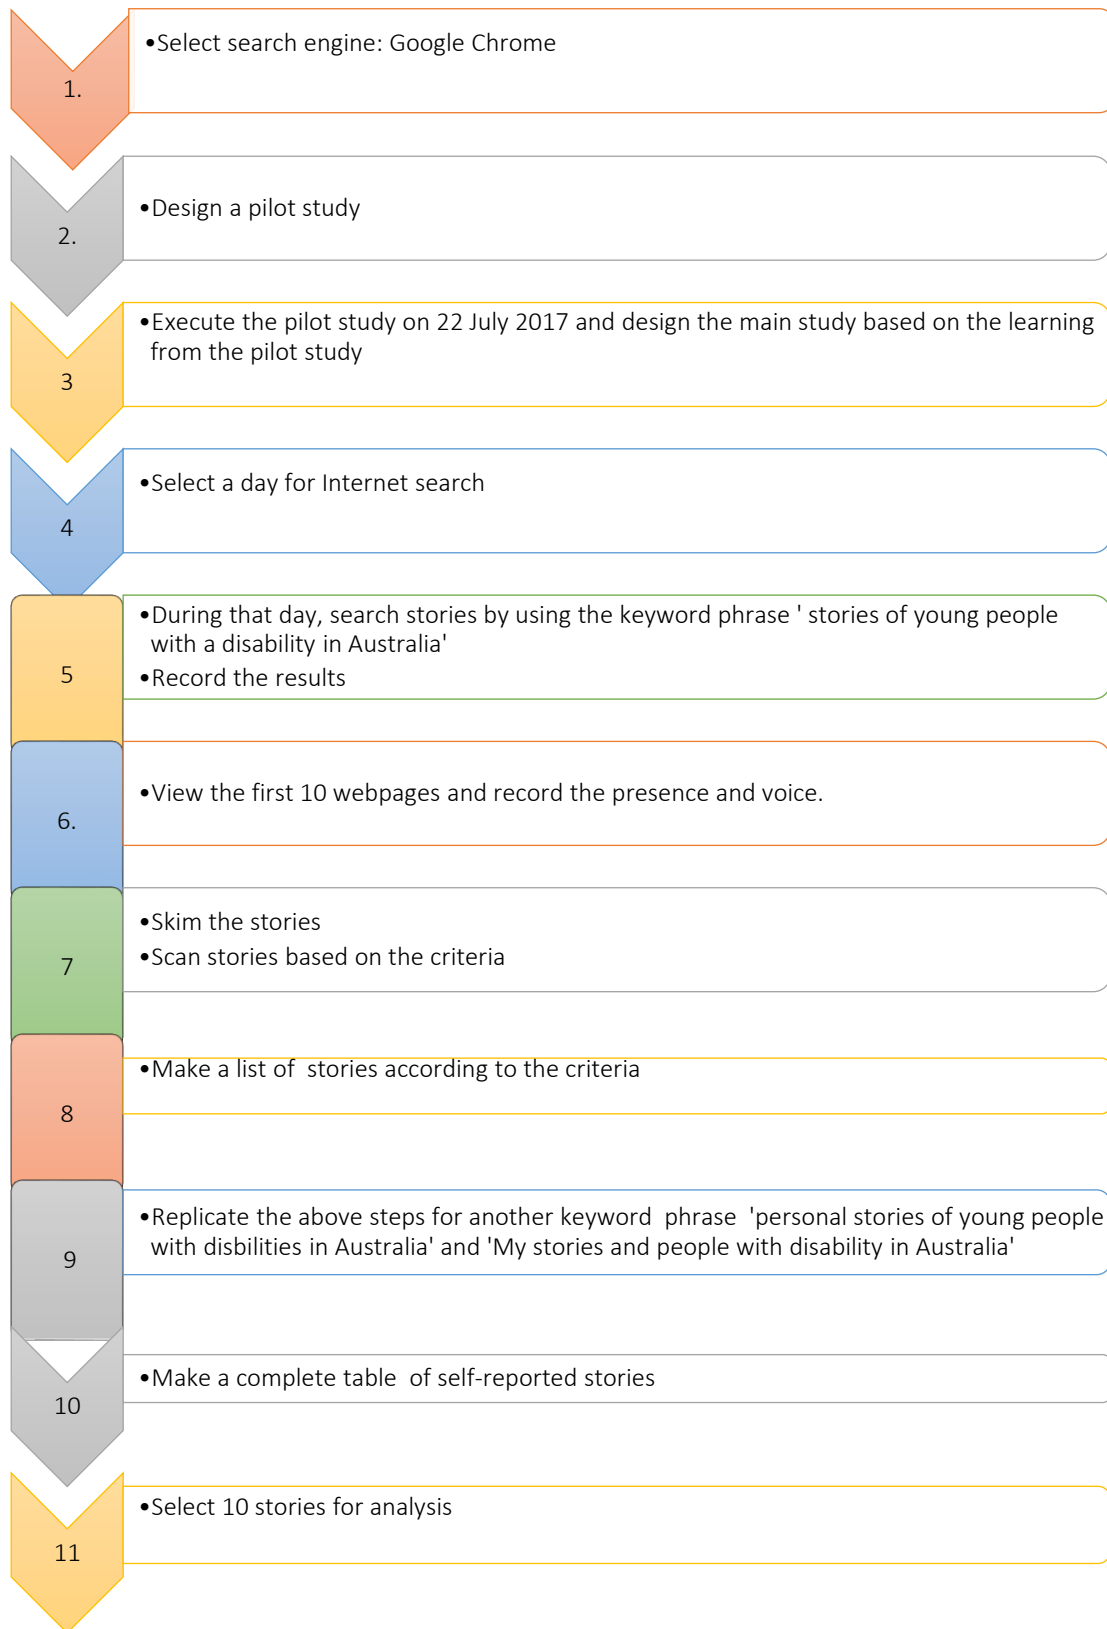 1.
•Select search engine: Google Chrome
2.
•Design a pilot study
3
•Execute the pilot study on 22 July 2017 and design the main study based on the learning
from the pilot study
4
•Select a day for Internet search
5
•During that day, search stories by using the keyword phrase ' stories of young people
with a disability in Australia'
•Record the results
6.
•View the first 10 webpages and record the presence and voice.
7
•Skim the stories
•Scan stories based on the criteria
8
•Make a list of  stories according to the criteria
9
•Replicate the above steps for another keyword  phrase  'personal stories of young people
with disbilities in Australia' and 'My stories and people with disability in Australia'
10
•Make a complete table  of self-reported stories
11
•Select 10 stories for analysis